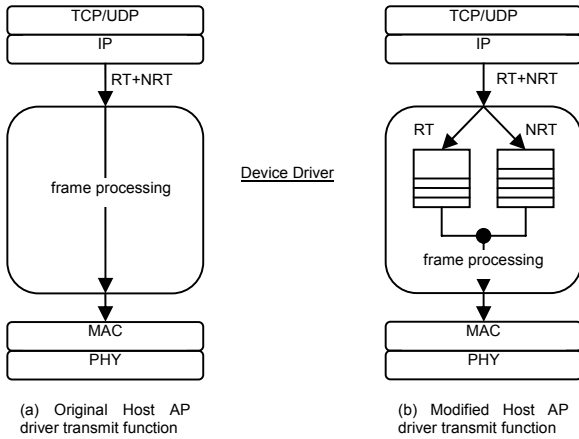 TCP/UDP
IP
RT+NRT
frame processing
MAC
PHY
(a) Original Host AP
driver transmit function
Device Driver
TCP/UDP
IP
RT+NRT
RT
NRT
frame processing
MAC
PHY
(b) Modified Host AP
driver transmit function